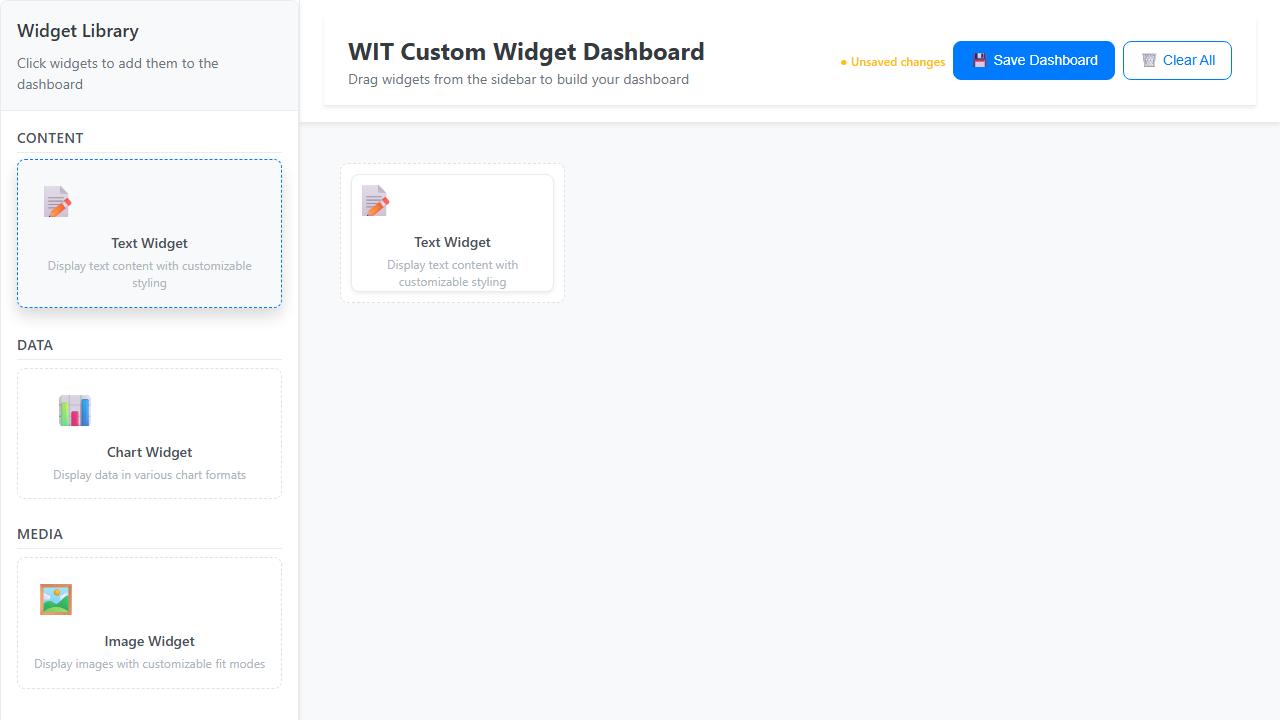 Widget Library
Click widgets to add them to the
dashboard
CONTENT
Text Widget
Display text content with customizable
styling
DATA
Chart Widget
Display data in various chart formats
MEDIA
Image Widget
Display images with customizable fit modes
WIT Custom Widget Dashboard
Drag widgets from the sidebar to build your dashboard
● Unsaved changes
Save Dashboard
Clear All
Text Widget
Display text content with
customizable styling